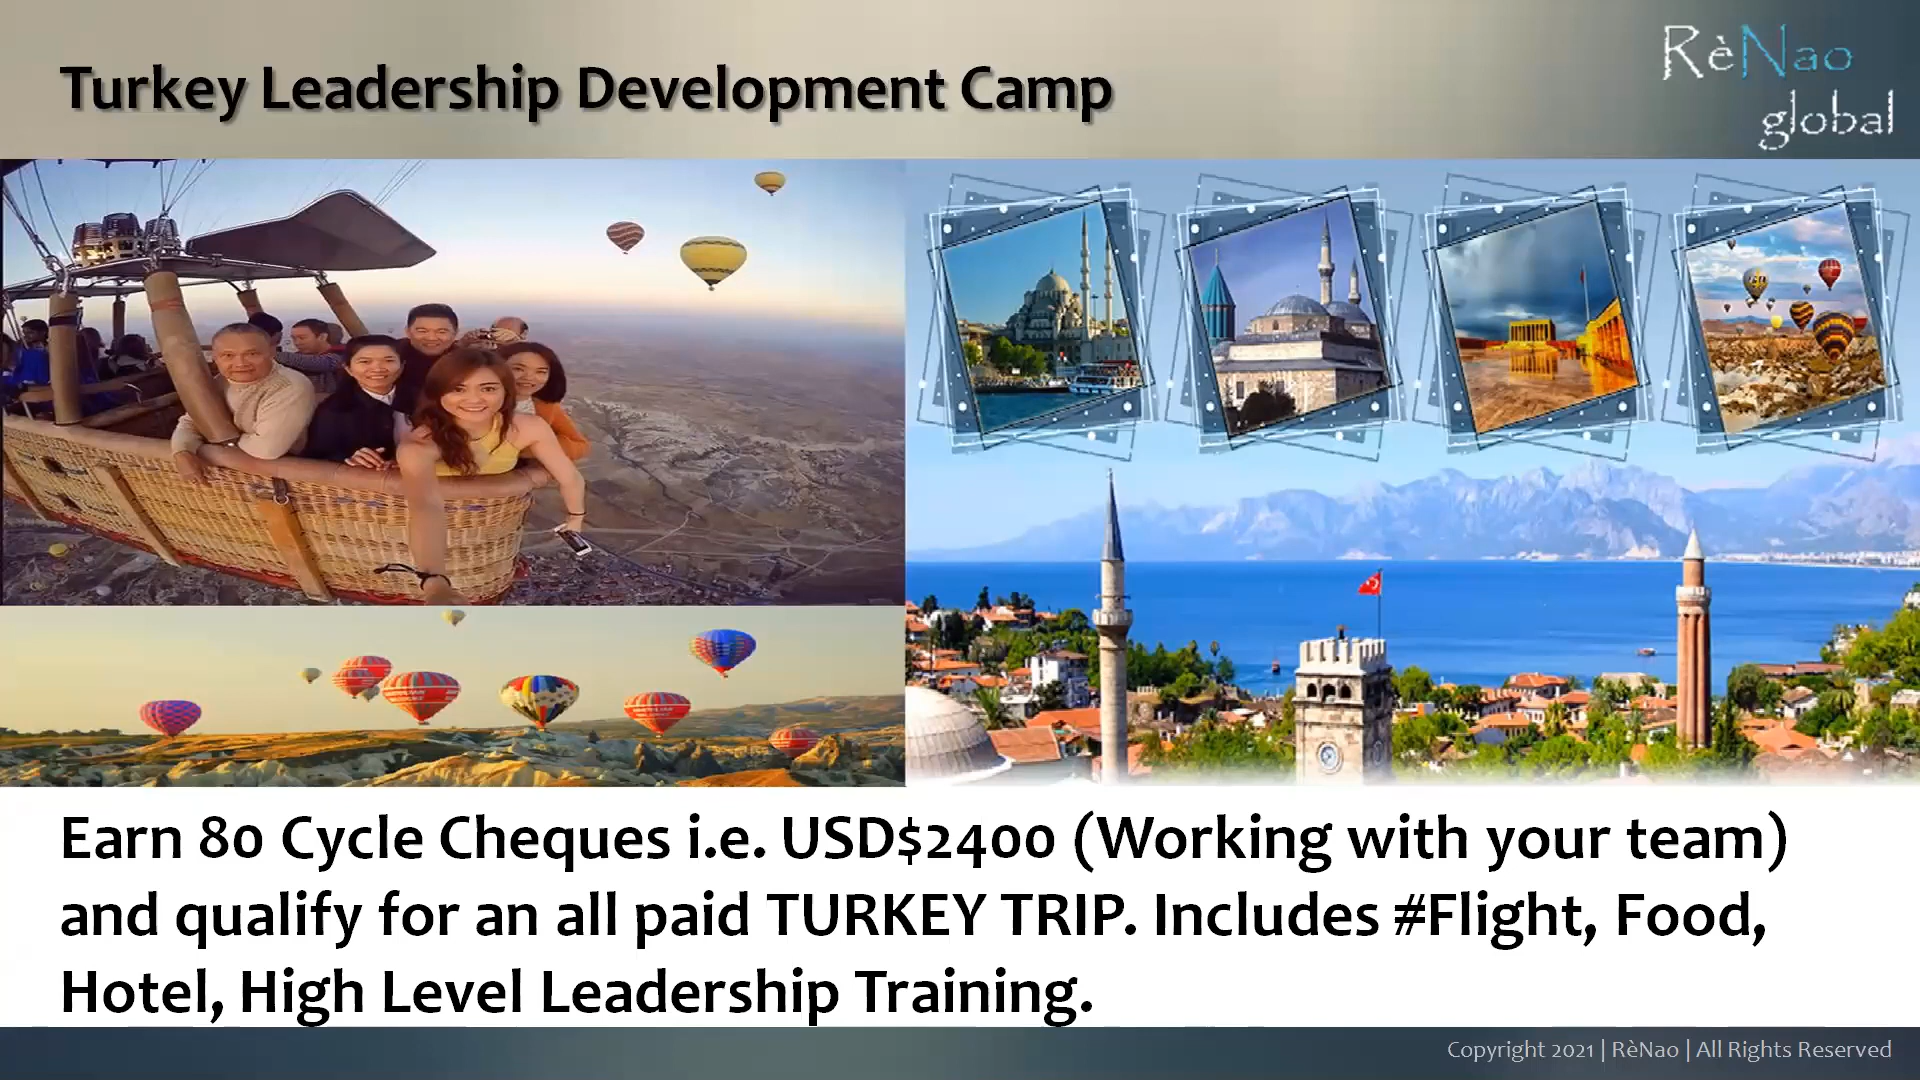 Turkey Leadership Development Camp
RèNao
global
Earn 80 Cycle Cheques i.e. USD$2400 (Working with your team)
and qualify for an all paid TURKEY TRIP. Includes #Flight, Food,
Hotel, High Level Leadership Training.
Copyright 2021 | RèNao | All Rights Reserved